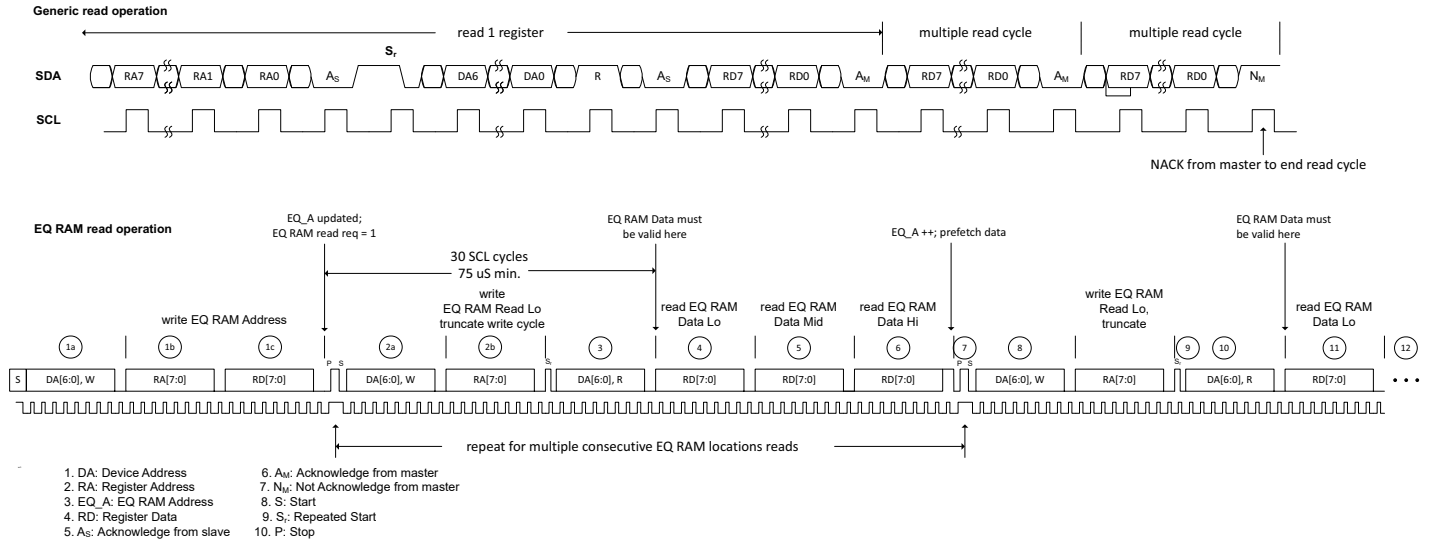 Generic read operation
read 1 register
multiple read cycle
multiple read cycle
Sr
SDA
RA7
RA1
RA0
AS
DA6
DA0
R
AS
RD7
RD0
AM
RD7
RD0
AM
RD7
RD0
NM
SCL
NACK from master to end read cycle
EQ RAM read operation
EQ_A updated;
EQ RAM read req = 1
EQ RAM Data must
be valid here
EQ_A ++; prefetch data
EQ RAM Data must
be valid here
30 SCL cycles
75 uS min.
write EQ RAM Address
write
EQ RAM Read Lo
truncate write cycle
read EQ RAM
Data Lo
read EQ RAM
Data Mid
read EQ RAM
Data Hi
write EQ RAM
Read Lo,
truncate
read EQ RAM
Data Lo
1a
1b
1c
2a
2b
3
4
5
6
7
8
9
10
11
12
P S
Sr
P S
Sr
S
DA[6:0], W
RA[7:0]
RD[7:0]
DA[6:0], W
RA[7:0]
DA[6:0], R
RD[7:0]
RD[7:0]
RD[7:0]
DA[6:0], W
RA[7:0]
DA[6:0], R
RD[7:0]
• • •
repeat for multiple consecutive EQ RAM locations reads
1. DA: Device Address
2. RA: Register Address
3. EQ_A: EQ RAM Address
4. RD: Register Data
5. AS: Acknowledge from slave
6. AM: Acknowledge from master
7. NM: Not Acknowledge from master
8. S: Start
9. Sr: Repeated Start
10. P: Stop